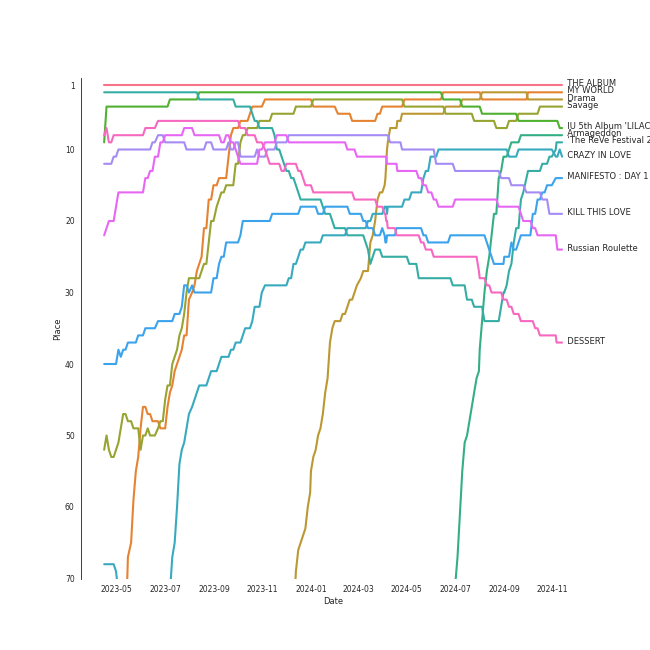 THE ALBUM
MY WORLD
Drama
Savage
IU 5th Album 'LILAC
Armageddon
'The ReVe Festival 2
CRAZY IN LOVE
MANIFESTO : DAY 1
KILL THIS LOVE
Russian Roulette
DESSERT
1
10
20
30
40
50
60
70
Place
2023-05
2023-07
2023-09
2023-11
2024-01
2024-03
2024-05
2024-07
2024-09
2024-11
Date